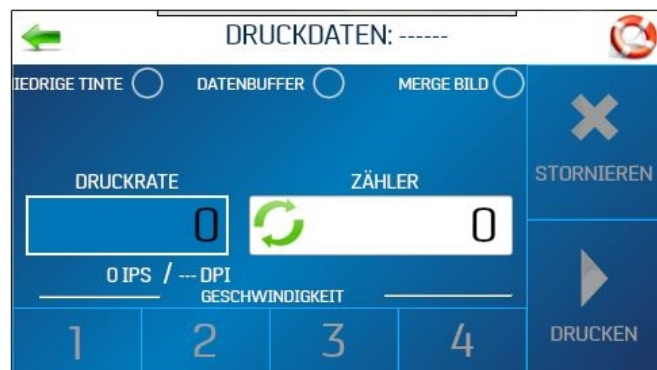 DRUCKDATEN: ------
IEDRIGE TINTE DATENBUFFER MERGE BILD
STORNIEREN
DRUCKRATE ZÄHLER
0 0
0 IPS / --- DPI
GESCHWINDIGKEIT
1 2 3 4
DRUCKEN